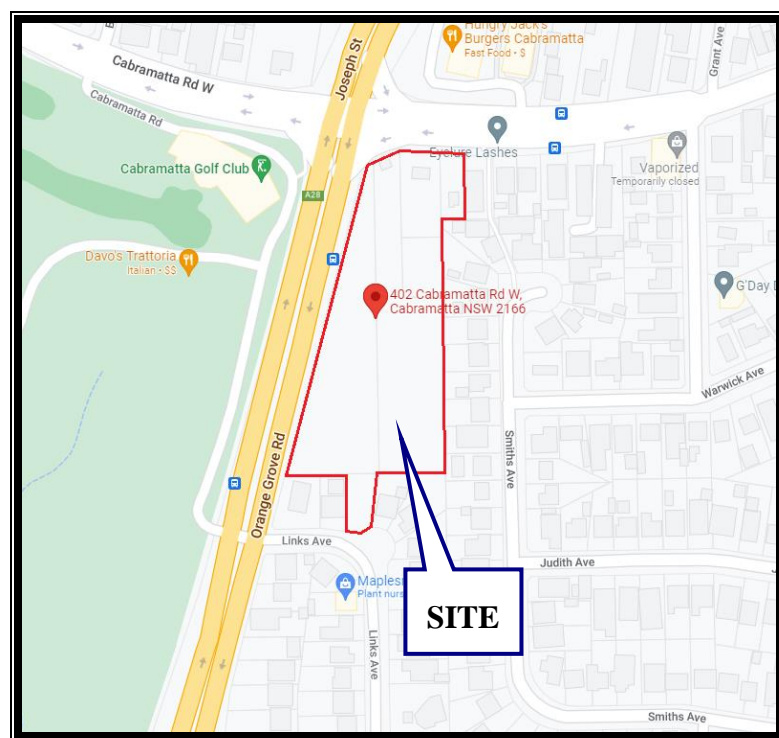 Hungry Jack's
Burgers Cabramatta
Fast Food · $
Grant Ave
Joseph St
Cabramatta Rd W
Cabramatta Rd
Eyelure Lashes
Vaporized
Temporarily closed
Cabramatta Golf Club
A28
Davo's Trattoria
Italian · $$
402 Cabramatta Rd W,
Cabramatta NSW 2166
G'Day
Warwick Ave
Smiths Ave
Orange Grove Rd
Links Ave
Judith Ave
Plant nurs
SITE
Links Ave
Smiths Ave